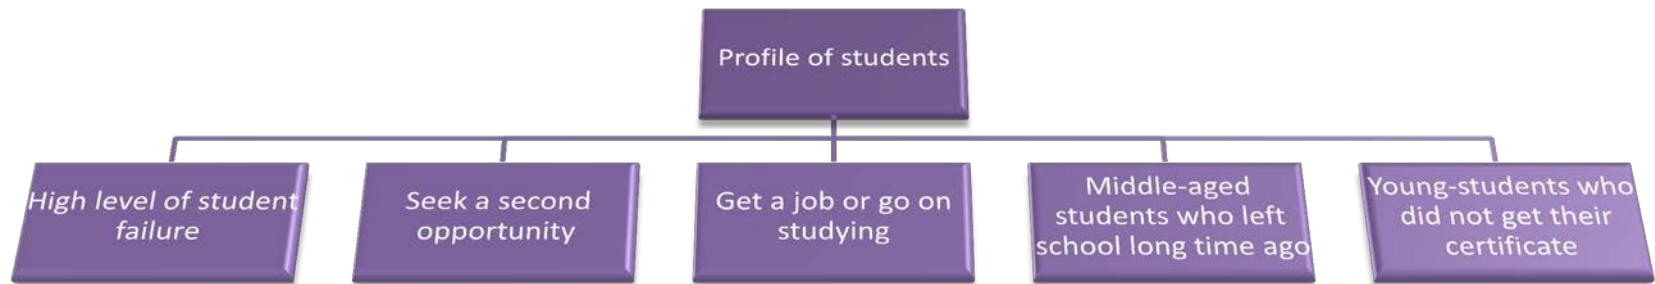 Profile of students
High level of student
failure
Seek a second
opportunity
Get a job or go on
studying
Middle-aged
students who left
school long time ago
Young-students who
did not get their
certificate